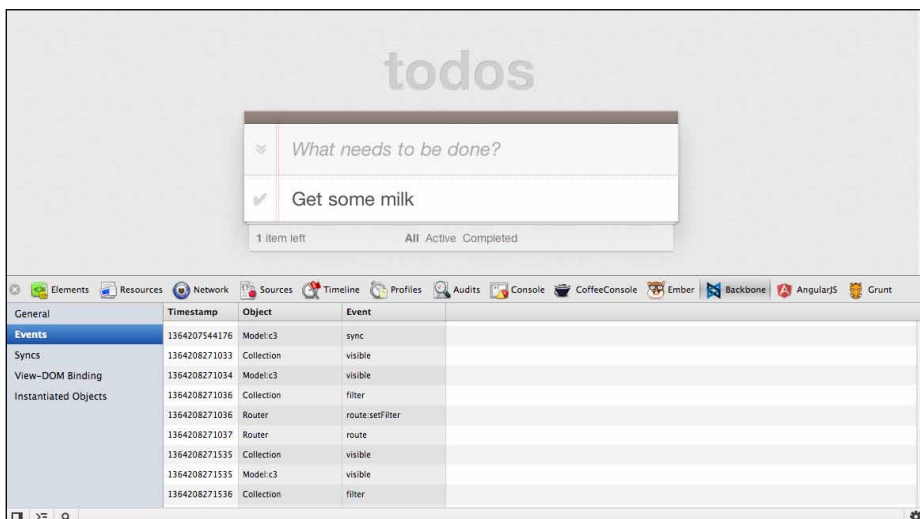 todos
What needs to be done?
Get some milk
1 item left All Active Completed
Elements Resources Network Sources Timeline Profiles Audits Console CoffeeConsole Ember Backbone AngularJS Grunt
General
Events
Syncs
View-DOM Binding
Instantiated Objects
Timestamp Object Event
1364207544176 Model:c3 sync
1364208271033 Collection visible
1364208271034 Model:c3 visible
1364208271036 Collection filter
1364208271036 Router route:setFilter
1364208271037 Router route
1364208271535 Collection visible
1364208271535 Model:c3 visible
1364208271536 Collection filter